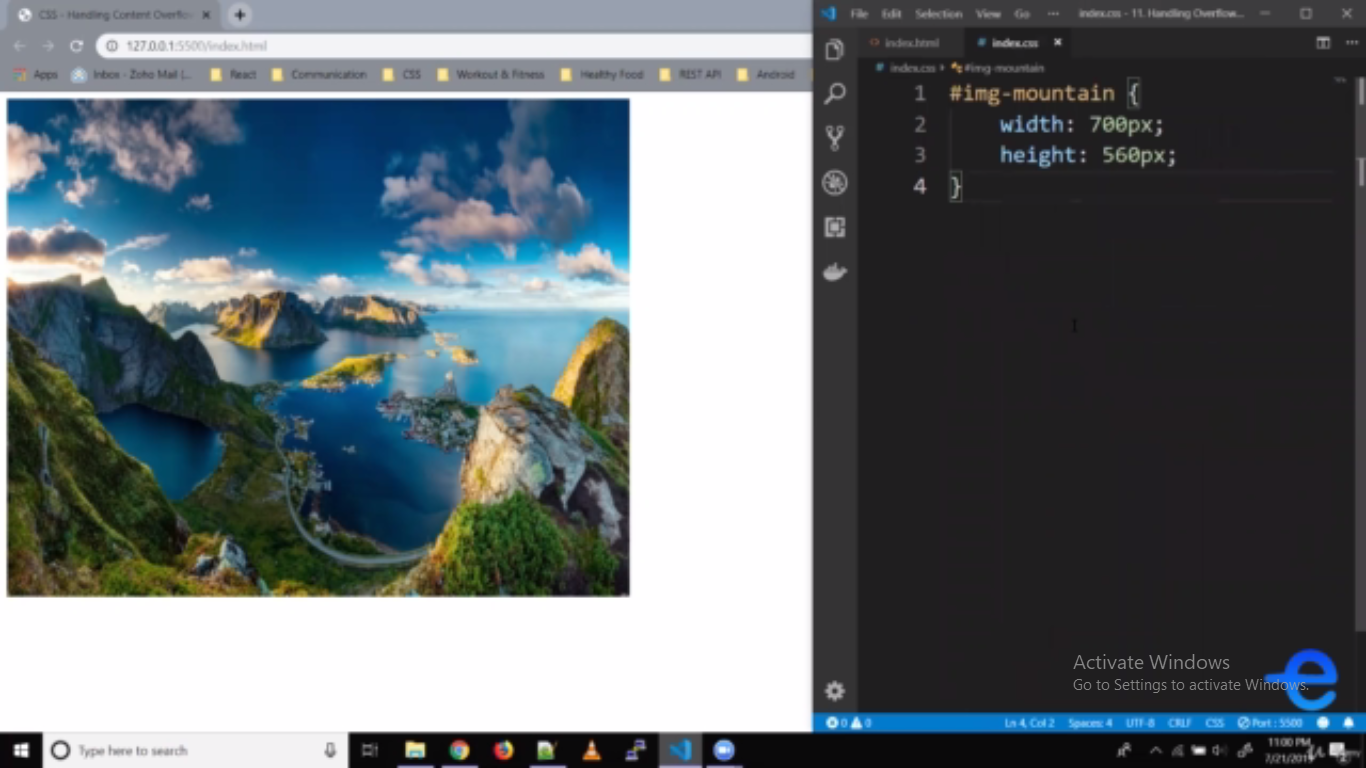 CSS - Handling Content Overflo
127.0.0.1:5500/index.html
Apps Inbox - Zoho Mail (... React Communication CSS Workout & Fitness Healthy Food REST API Android
File Edit Selection View Go ··· index.css - 11. Handling Overflow...
index.html index.css
index.css > #img-mountain
1 #img-mountain {
2 width: 700px;
3 height: 560px;
4 }
Activate Windows
Go to Settings to activate Windows.
0 0 Ln 4, Col 2 Spaces: 4 UTF-8 CRLF CSS Port : 5500
Type here to search
11:00 PM